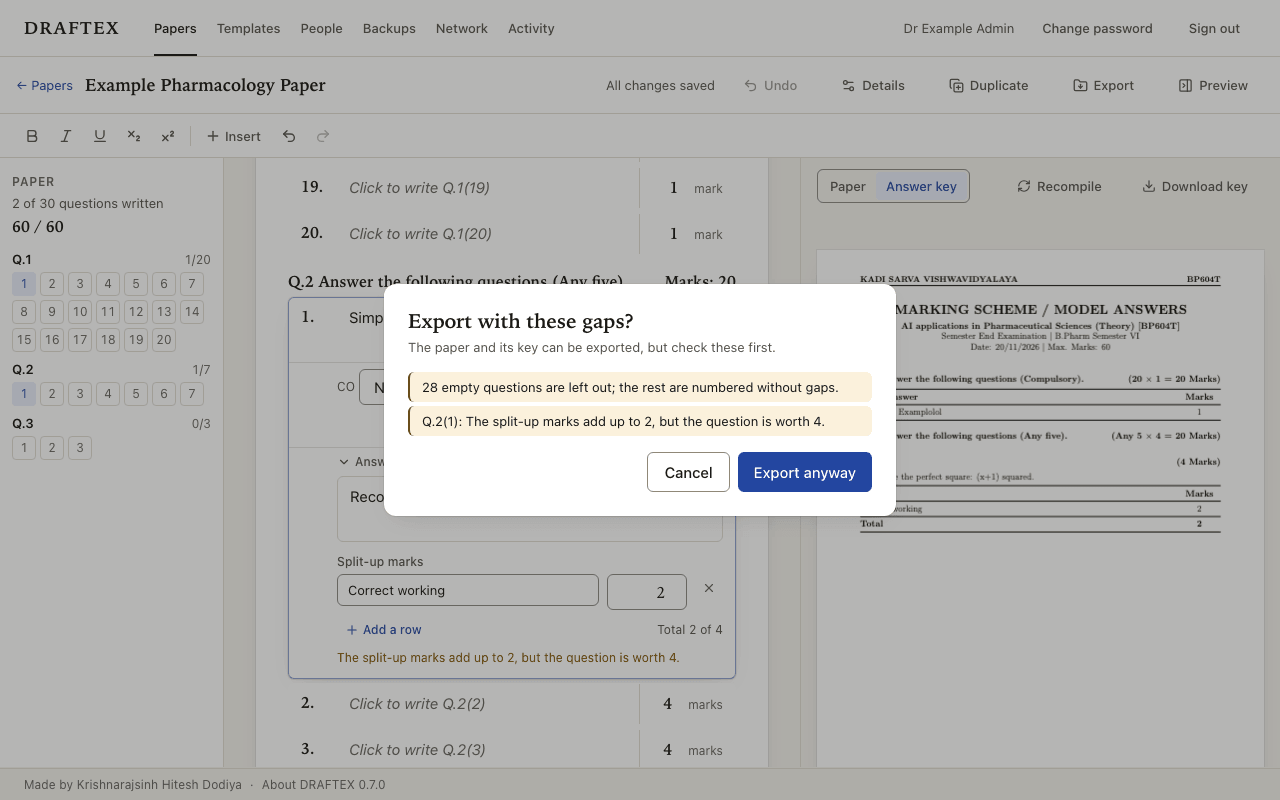 DRAFTEX Papers Templates People Backups Network Activity Dr Example Admin Change password Sign out
← Papers Example Pharmacology Paper All changes saved Undo Details Duplicate Export Preview
B I U x₂ x² + Insert
PAPER
2 of 30 questions written
60 / 60
Q.1 1/20
1 2 3 4 5 6 7
8 9 10 11 12 13 14
15 16 17 18 19 20
Q.2 1/7
1 2 3 4 5 6 7
Q.3 0/3
1 2 3
19. Click to write Q.1(19) 1 mark
20. Click to write Q.1(20) 1 mark
Q.2 Answer the following questions (Any five) Marks: 20
1.
CO
Export with these gaps?
The paper and its key can be exported, but check these first.
28 empty questions are left out; the rest are numbered without gaps.
Q.2(1): The split-up marks add up to 2, but the question is worth 4.
Cancel Export anyway
Split-up marks
Correct working 2 ×
+ Add a row Total 2 of 4
The split-up marks add up to 2, but the question is worth 4.
2. Click to write Q.2(2) 4 marks
3. Click to write Q.2(3) 4 marks
Paper Answer key Recompile Download key
KADI SARVA VISHWAVIDYALAYA BP604T
MARKING SCHEME / MODEL ANSWERS
AI applications in Pharmaceutical Sciences (Theory) [BP604T]
Semester End Examination | B.Pharm Semester VI
Date: 20/11/2026 | Max. Marks: 60
the following questions (Compulsory). (20 × 1 = 20 Marks)
Marks
Examplolol 1
the following questions (Any five). (Any 5 × 4 = 20 Marks)
(4 Marks)
the perfect square: (x+1) squared.
Marks
2
Total 2
Made by Krishnarajsinh Hitesh Dodiya · About DRAFTEX 0.7.0